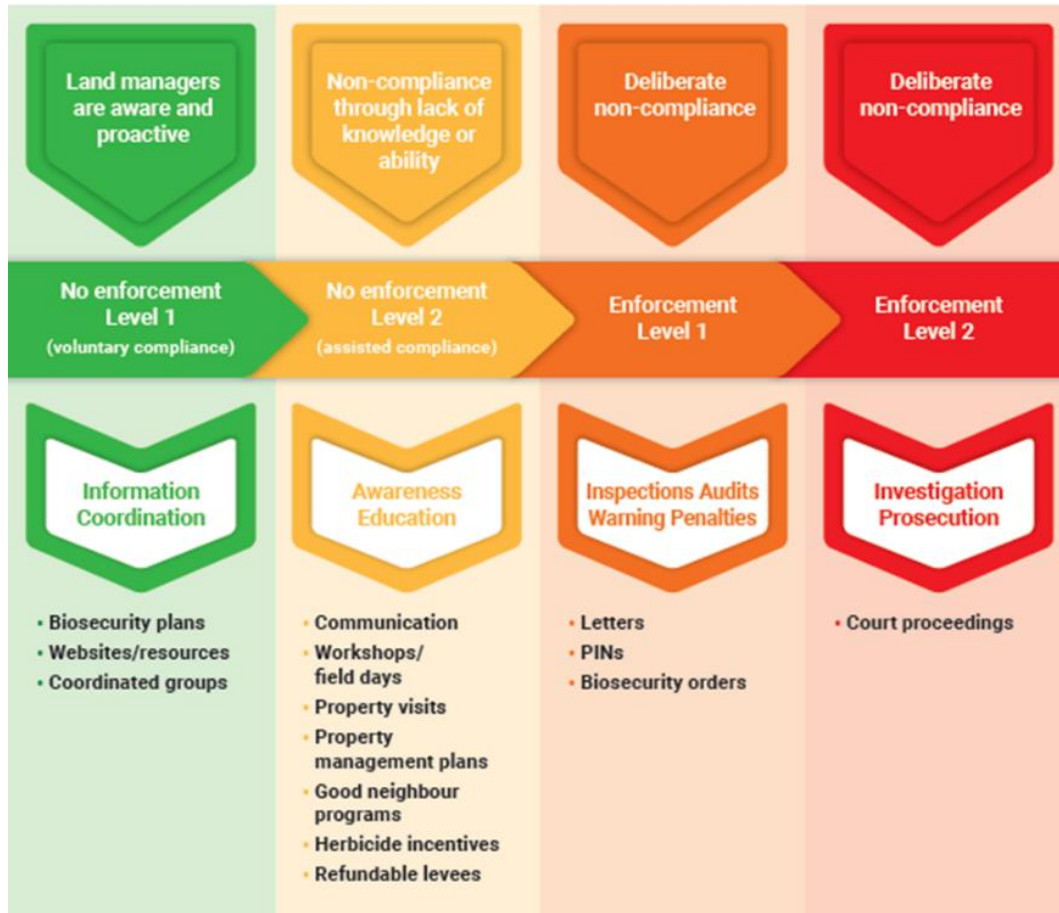 Land managers
are aware and
proactive
Non-compliance
through lack of
knowledge or
ability
Deliberate
non-compliance
Deliberate
non-compliance
No enforcement
Level 1
(voluntary compliance)
No enforcement
Level 2
(assisted compliance)
Enforcement
Level 1
Enforcement
Level 2
Information
Coordination
Awareness
Education
Inspections Audits
Warning Penalties
Investigation
Prosecution
• Biosecurity plans
• Websites/resources
• Coordinated groups
• Communication
• Workshops/
field days
• Property visits
• Property
management plans
• Good neighbour
programs
• Herbicide incentives
• Refundable levees
• Letters
• PINs
• Biosecurity orders
• Court proceedings